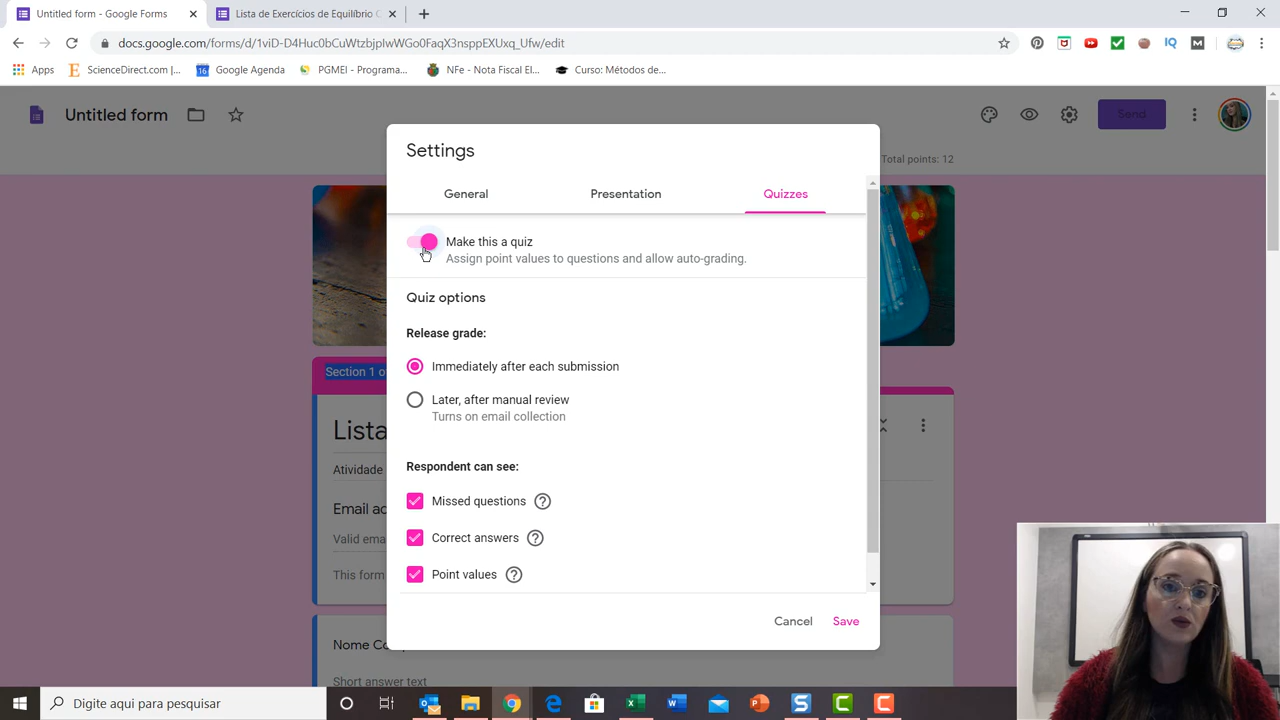 Untitled form - Google Forms
Lista de Exercícios de Equilíbrio
docs.google.com/forms/d/1viD-D4Huc0bCuWtzbjpIwWGo0FaqX3nsppEXUxq_Ufw/edit
Apps
ScienceDirect.com |...
Google Agenda
PGMEI - Programa...
NFe - Nota Fiscal El...
Curso: Métodos de...
Untitled form
Send
Total points: 12
Settings
General
Presentation
Quizzes
Make this a quiz
Assign point values to questions and allow auto-grading.
Quiz options
Release grade:
Immediately after each submission
Section 1 o
Later, after manual review
Turns on email collection
Lista
Atividade
Respondent can see:
Missed questions
Email ad
Correct answers
Valid ema
Point values
This form
Cancel
Save
Nome Co
Short answer text
Digite aqui para pesquisar